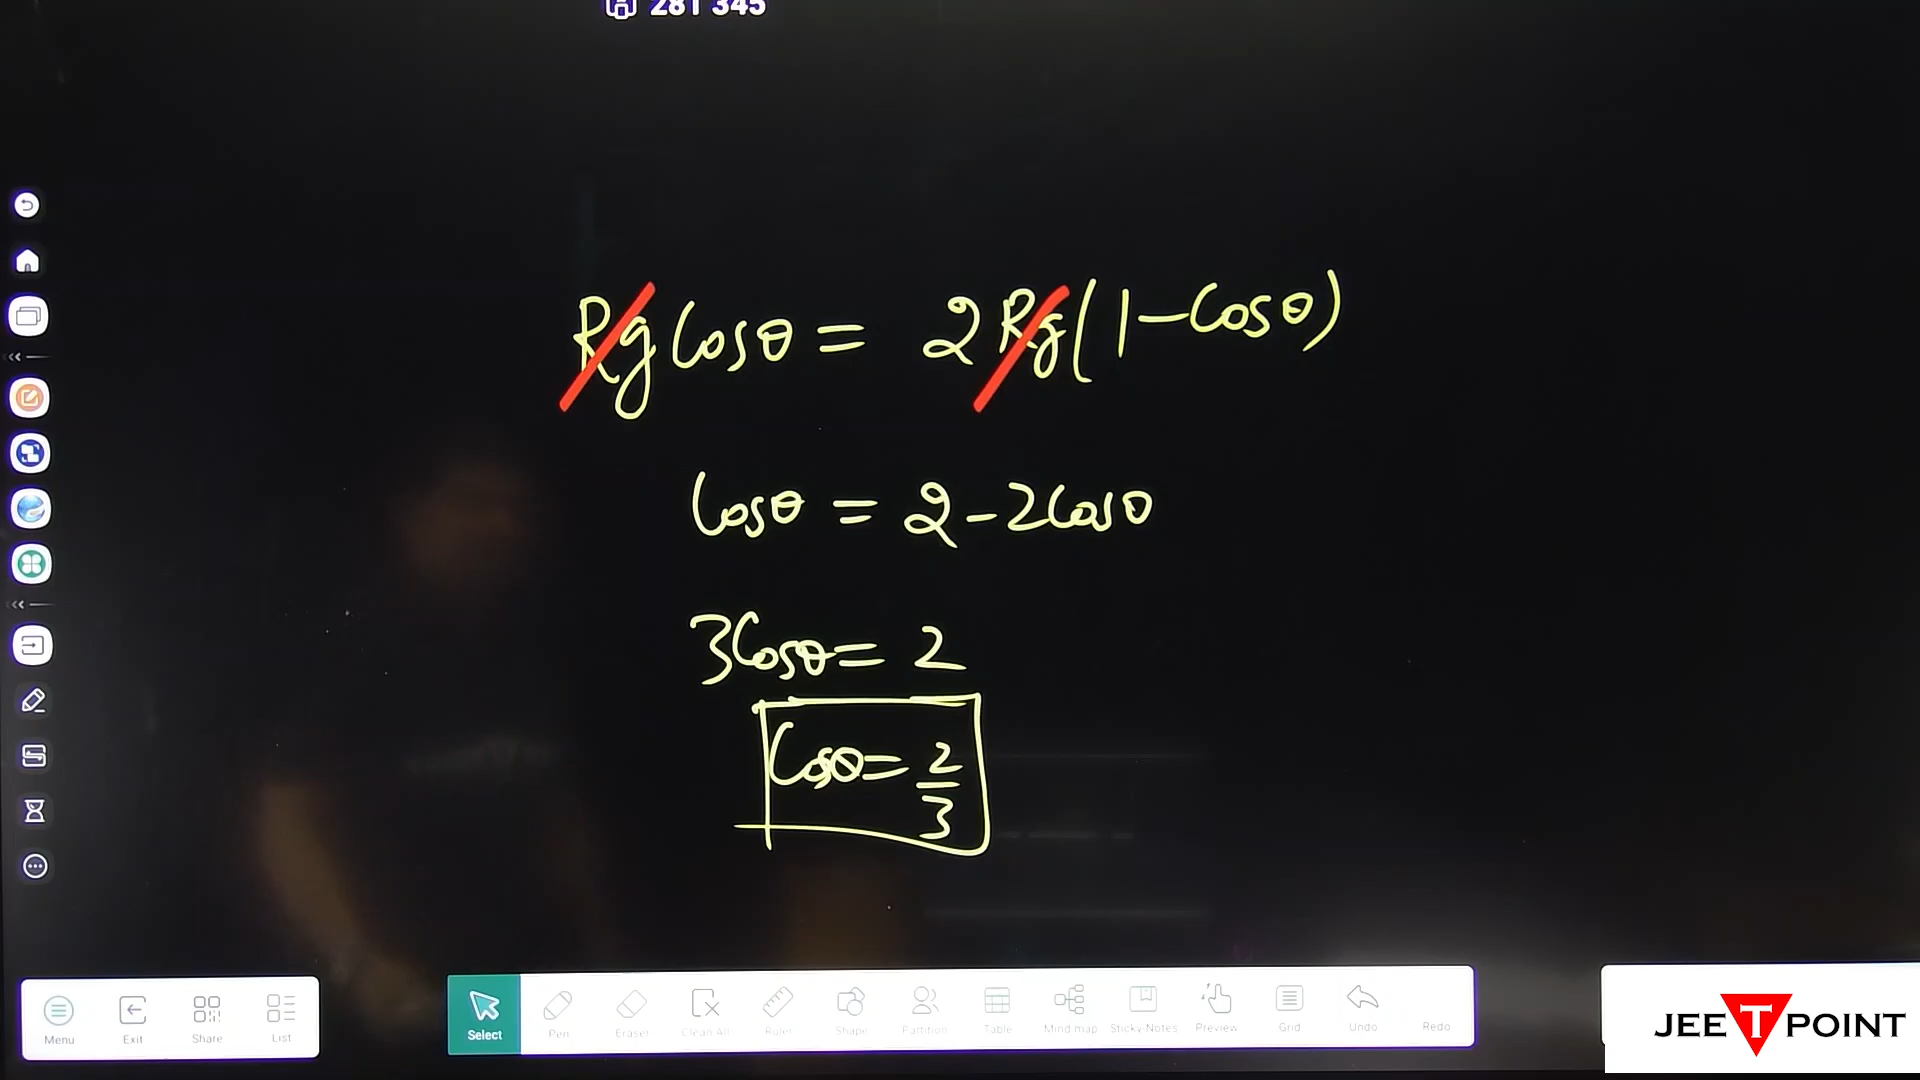 281 345
Rg Cosθ = 2Rg(1-Cosθ)
Cosθ = 2-2Cosθ
3Cosθ = 2
Cosθ = 2/3
Menu Exit Share List
Select Pen Eraser Clean All Ruler Shape Partition Table Mind map Sticky Notes Preview Grid Undo Redo
JEE T POINT